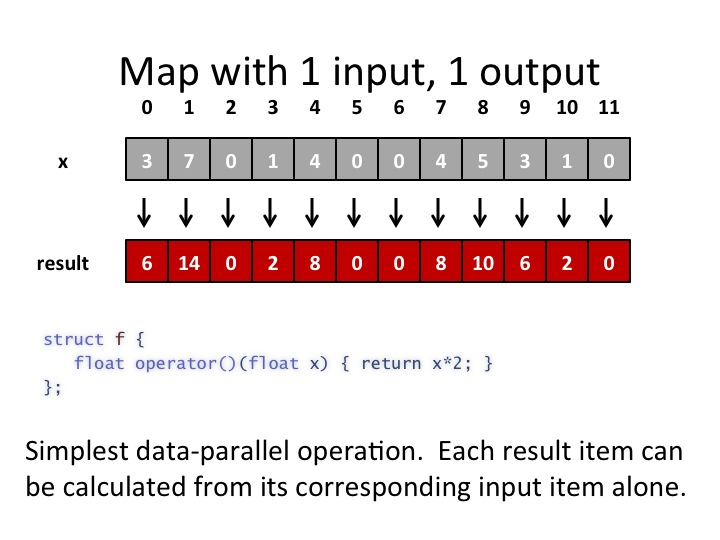 Map with 1 input, 1 output
0 1 2 3 4 5 6 7 8 9 10 11
x 3 7 0 1 4 0 0 4 5 3 1 0
result 6 14 0 2 8 0 0 8 10 6 2 0
struct f {
float operator()(float x) { return x*2; }
};
Simplest data-parallel operation. Each result item can
be calculated from its corresponding input item alone.